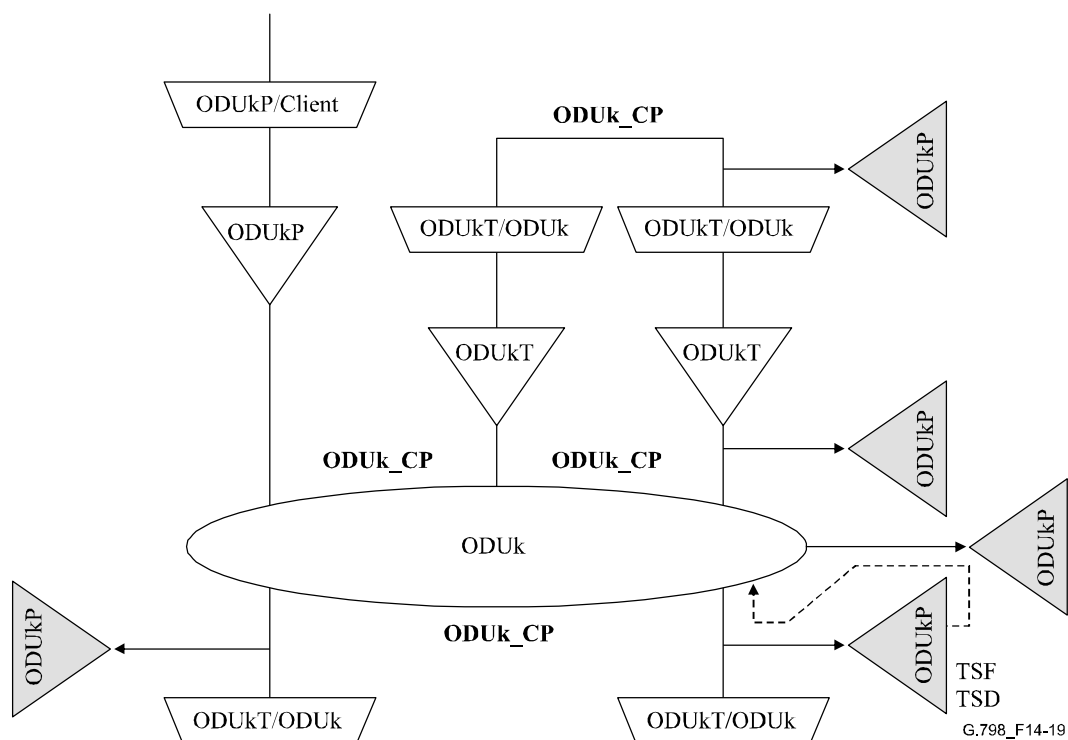 ODUkP/Client
ODUk_CP
ODUkP
ODUkT/ODUk
ODUkT/ODUk
ODUkP
ODUkT
ODUkT
ODUkP
ODUk_CP
ODUk_CP
ODUk
ODUkP
ODUkP
ODUk_CP
ODUkP
TSF
TSD
ODUkT/ODUk
ODUkT/ODUk
G.798_F14-19